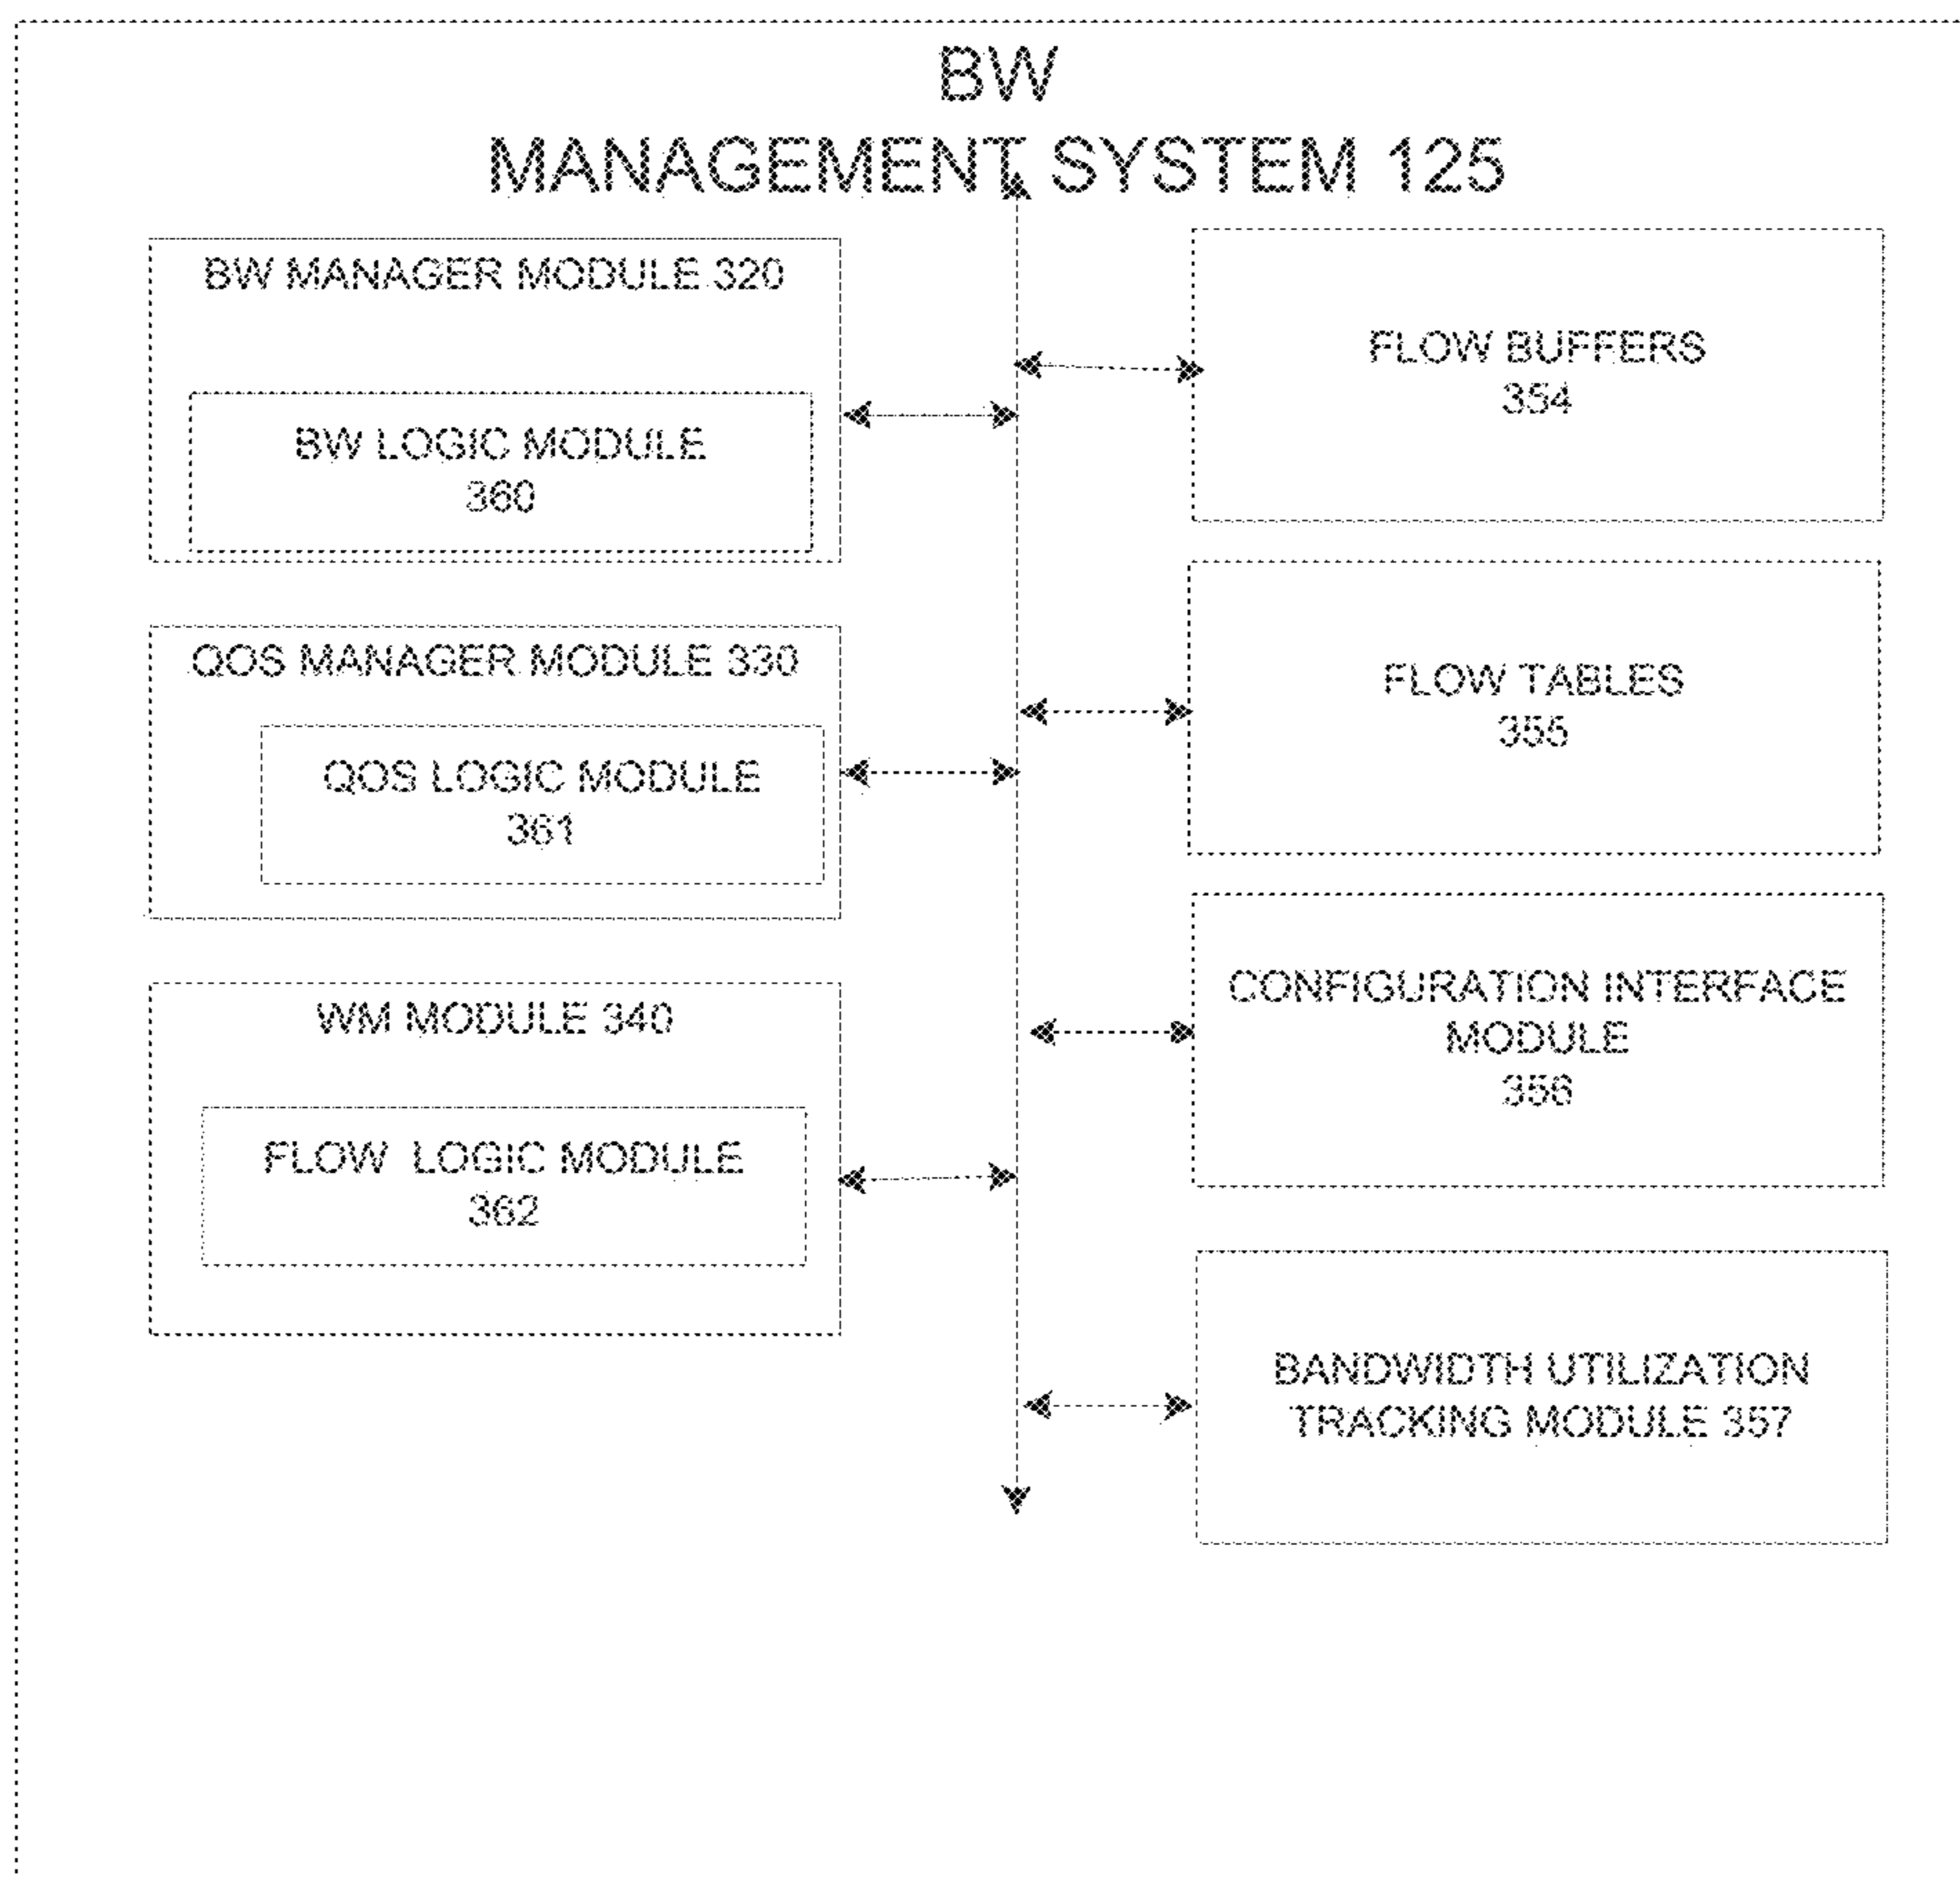 BW
MANAGEMENT SYSTEM 125
BW MANAGER MODULE 320
BW LOGIC MODULE
360
QOS MANAGER MODULE 330
QOS LOGIC MODULE
361
WM MODULE 340
FLOW LOGIC MODULE
362
FLOW BUFFERS
354
FLOW TABLES
355
CONFIGURATION INTERFACE
MODULE
356
BANDWIDTH UTILIZATION
TRACKING MODULE 357